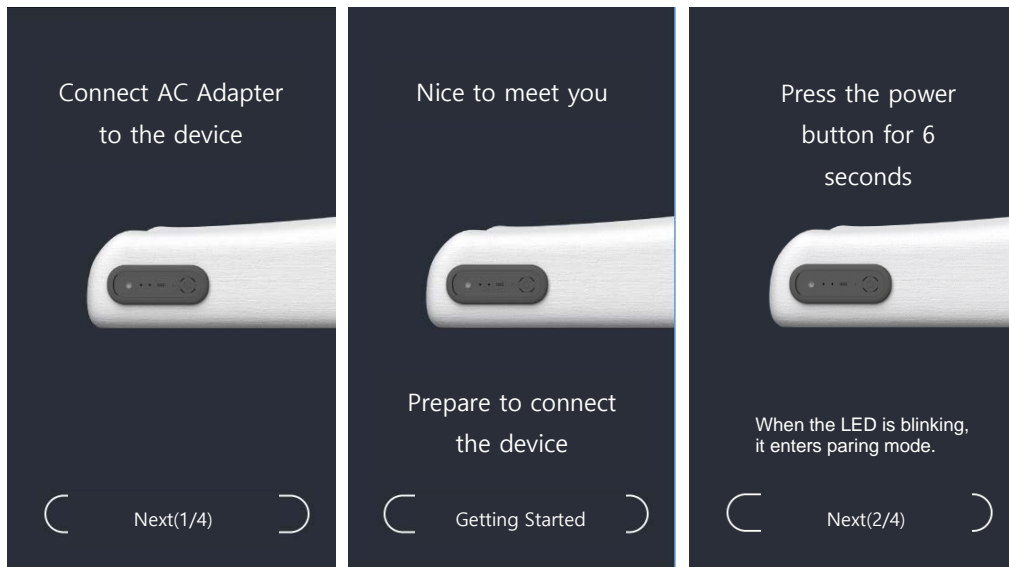 Connect AC Adapter
to the device
Next(1/4)
Nice to meet you
Prepare to connect
the device
Getting Started
Press the power
button for 6
seconds
When the LED is blinking,
it enters paring mode.
Next(2/4)